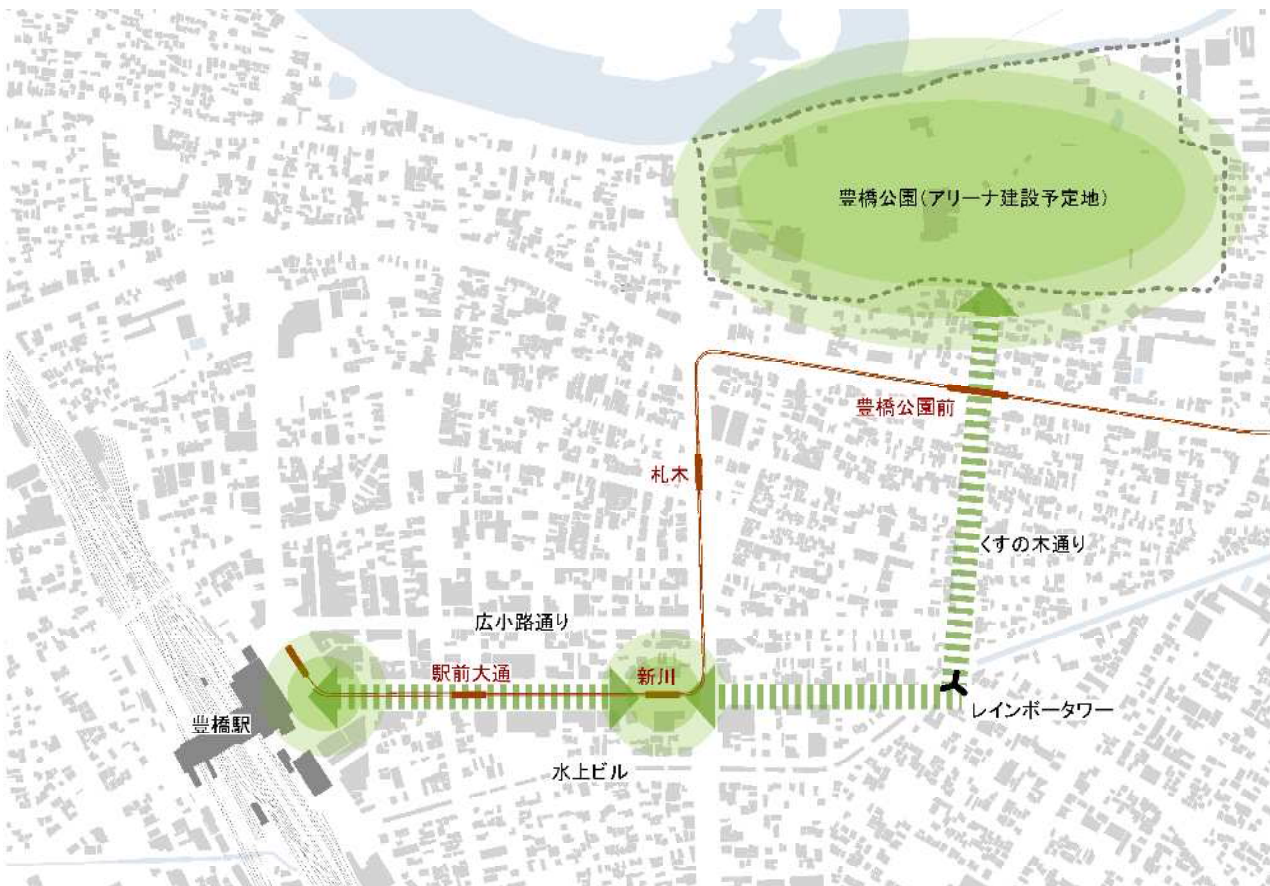 豊橋公園(アリーナ建設予定地)
豊橋公園前
札木
くすの木通り
広小路通り
駅前大通
新川
豊橋駅
レインボータワー
水上ビル